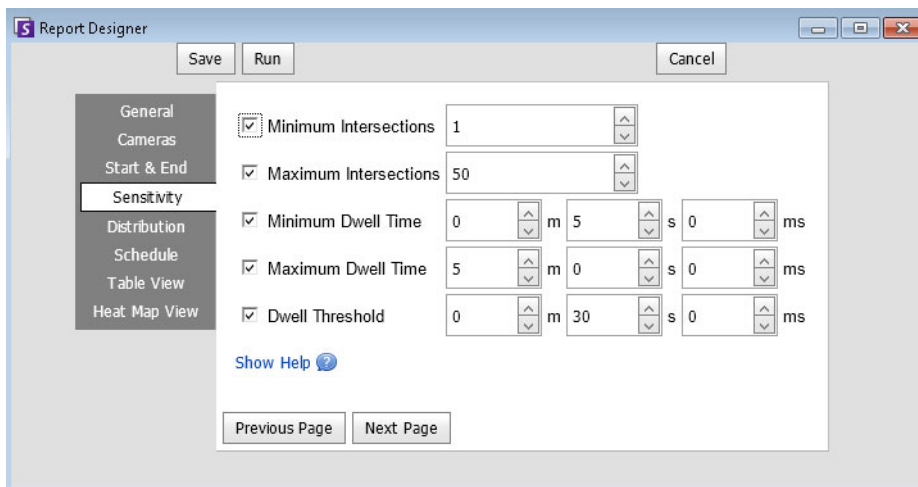 Report Designer
Save Run Cancel
General
Cameras
Start & End
Sensitivity
Distribution
Schedule
Table View
Heat Map View
Minimum Intersections 1
Maximum Intersections 50
Minimum Dwell Time 0 m 5 s 0 ms
Maximum Dwell Time 5 m 0 s 0 ms
Dwell Threshold 0 m 30 s 0 ms
Show Help ?
Previous Page Next Page